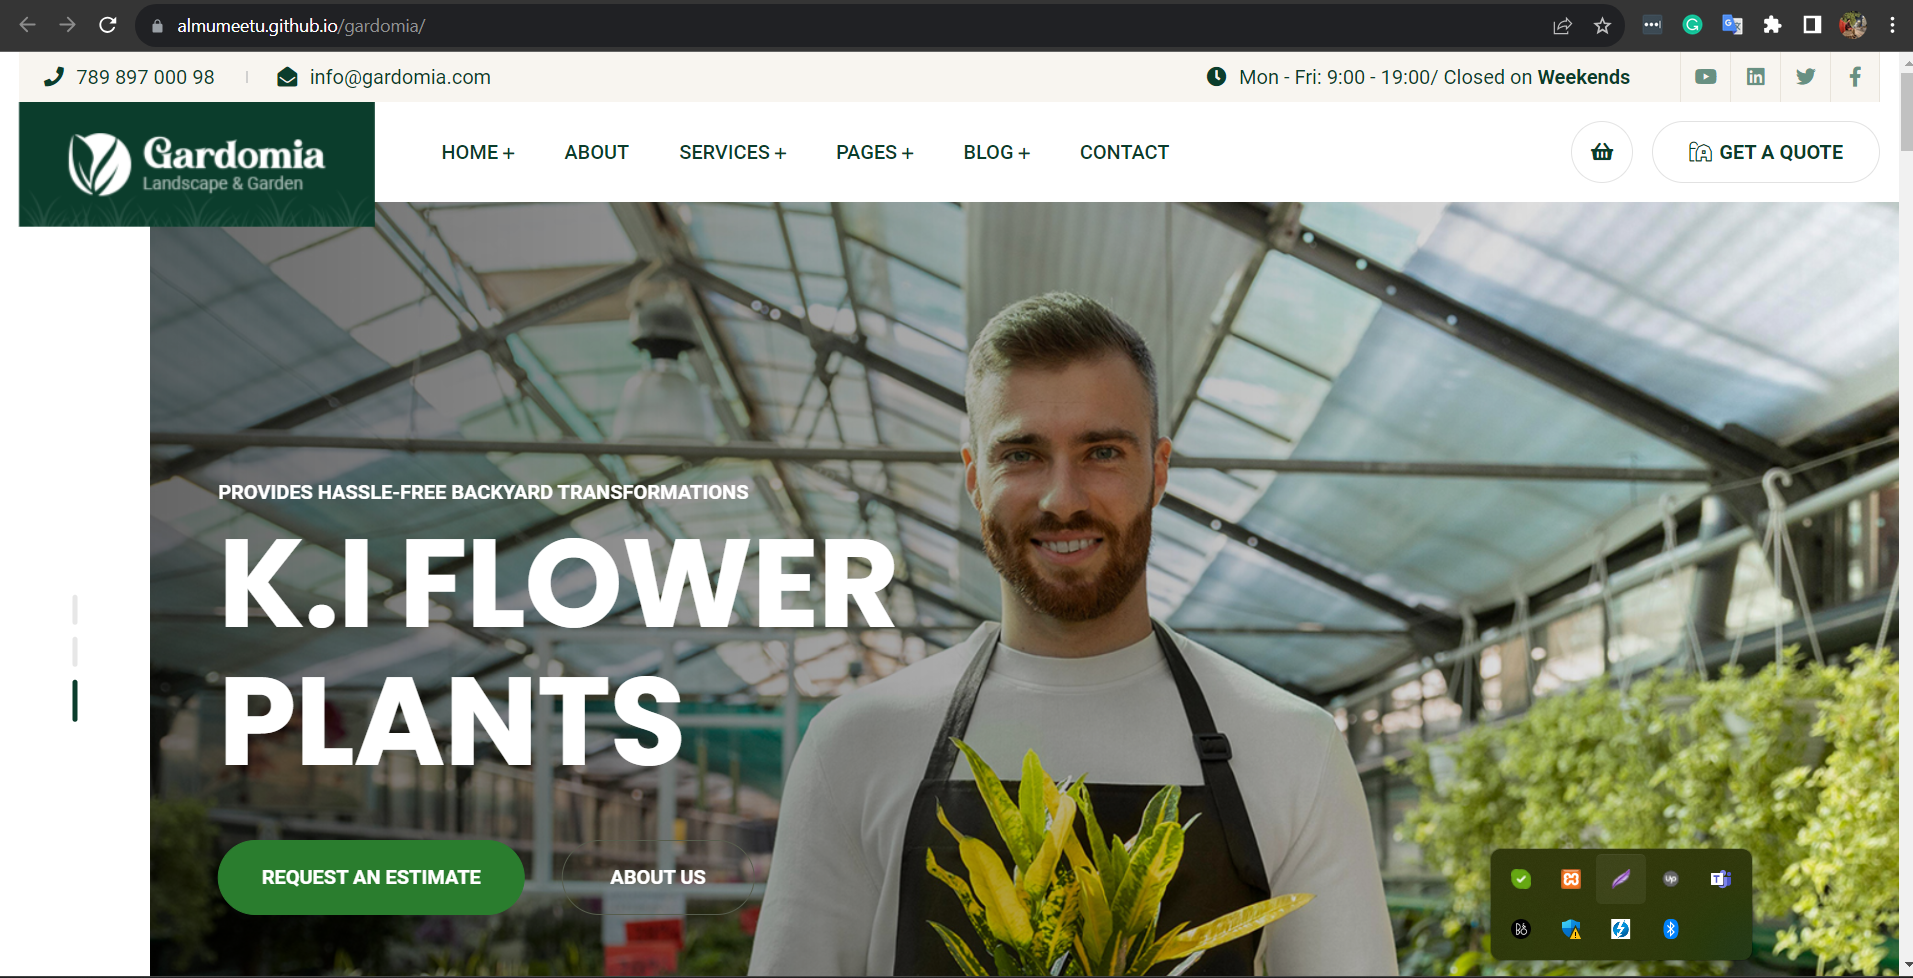 almumeetu.github.io/gardomia/
789 897 000 98 | info@gardomia.com
Mon - Fri: 9:00 - 19:00/ Closed on Weekends
Gardomia
Landscape & Garden
HOME + ABOUT SERVICES + PAGES + BLOG + CONTACT
GET A QUOTE
PROVIDES HASSLE-FREE BACKYARD TRANSFORMATIONS
K.I FLOWER
PLANTS
REQUEST AN ESTIMATE
ABOUT US